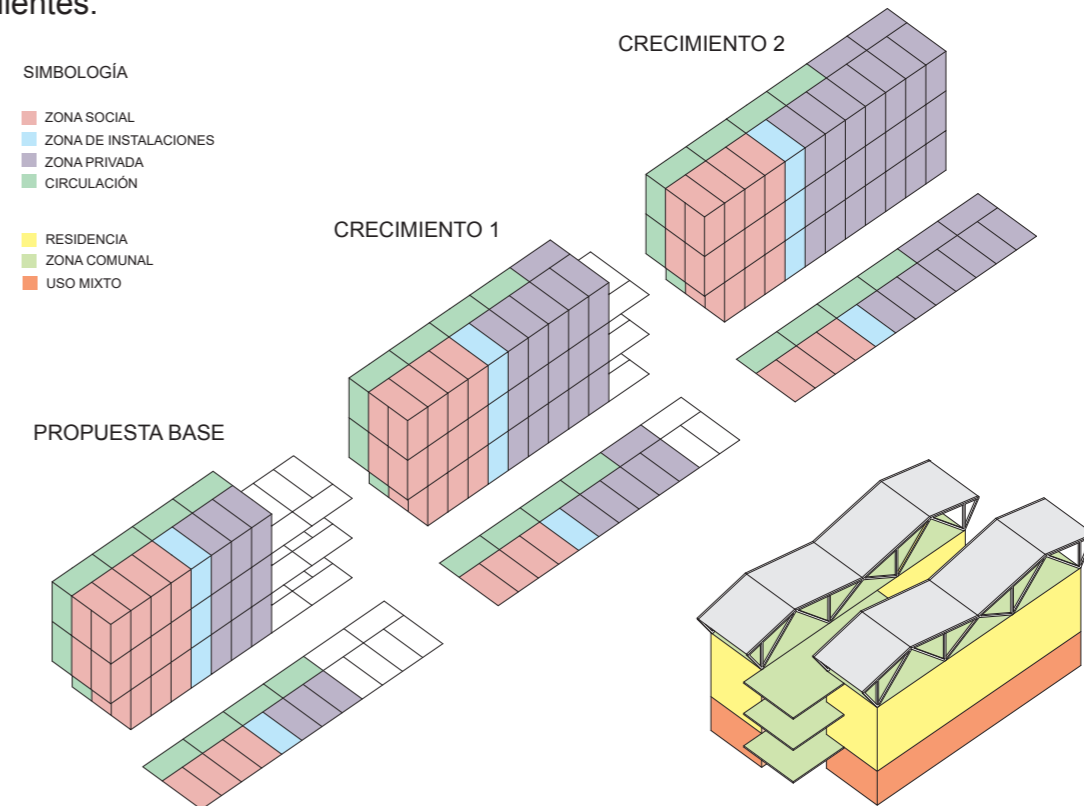 SIMBOLOGÍA
ZONA SOCIAL
ZONA DE INSTALACIONES
ZONA PRIVADA
CIRCULACIÓN
RESIDENCIA
ZONA COMUNAL
USO MIXTO
CRECIMIENTO 2
CRECIMIENTO 1
PROPUESTA BASE